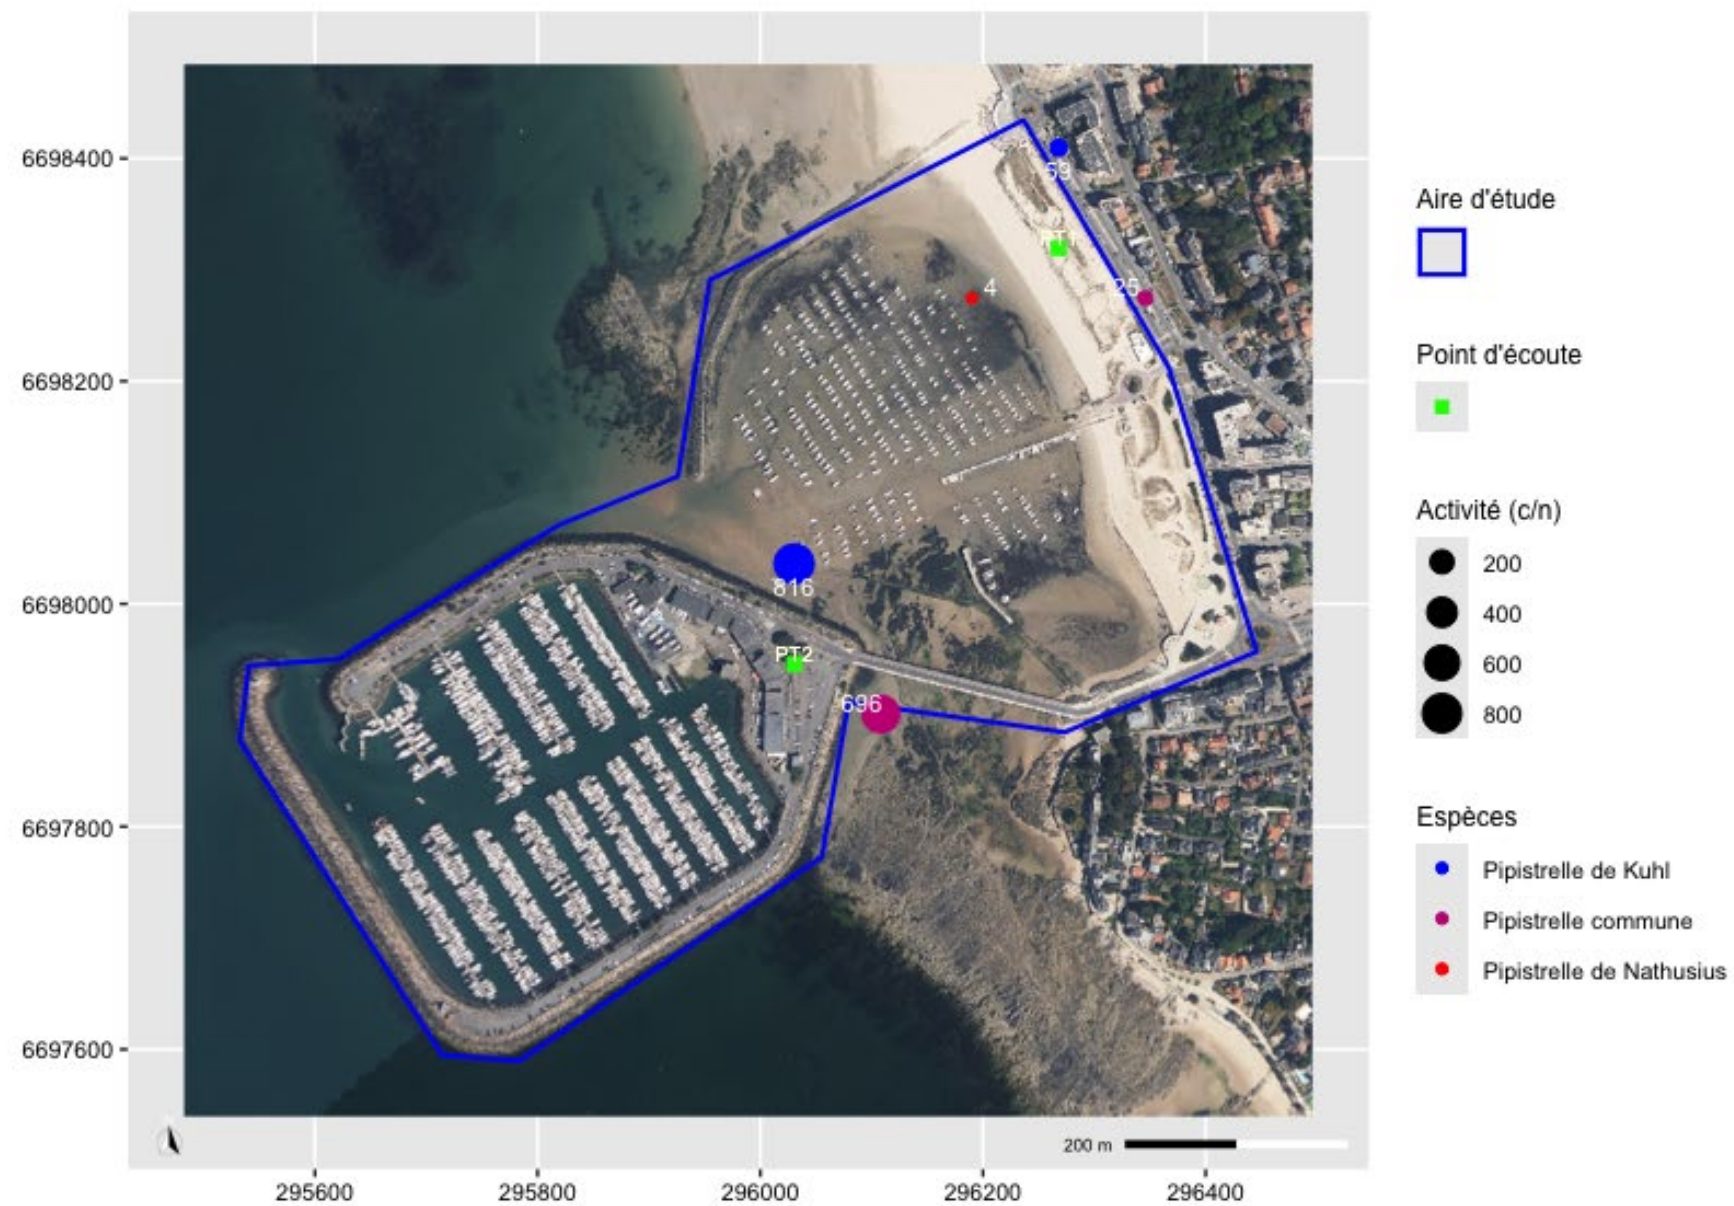 6698400
6698200
6698000
6697800
6697600
295600
295800
296000
296200
296400
4
25
816
PT2
696
200 m
Aire d'étude
Point d'écoute
Activité (c/n)
200
400
600
800
Espèces
Pipistrelle de Kuhl
Pipistrelle commune
Pipistrelle de Nathusius